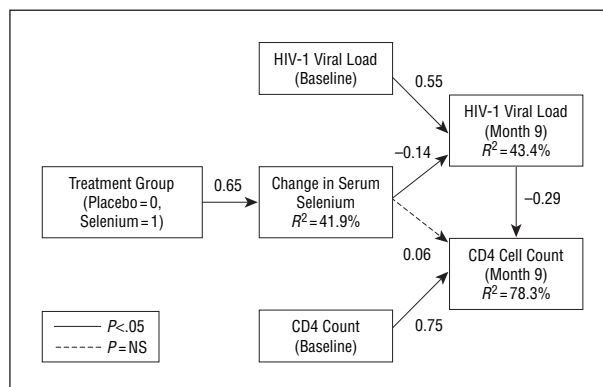 HIV-1 Viral Load
(Baseline)
0.55
HIV-1 Viral Load
(Month 9)
R²=43.4%
–0.14
Treatment Group
(Placebo=0,
Selenium=1)
0.65
Change in Serum
Selenium
R²=41.9%
–0.29
0.06
CD4 Cell Count
(Month 9)
R²=78.3%
0.75
CD4 Count
(Baseline)
P<.05
P=NS